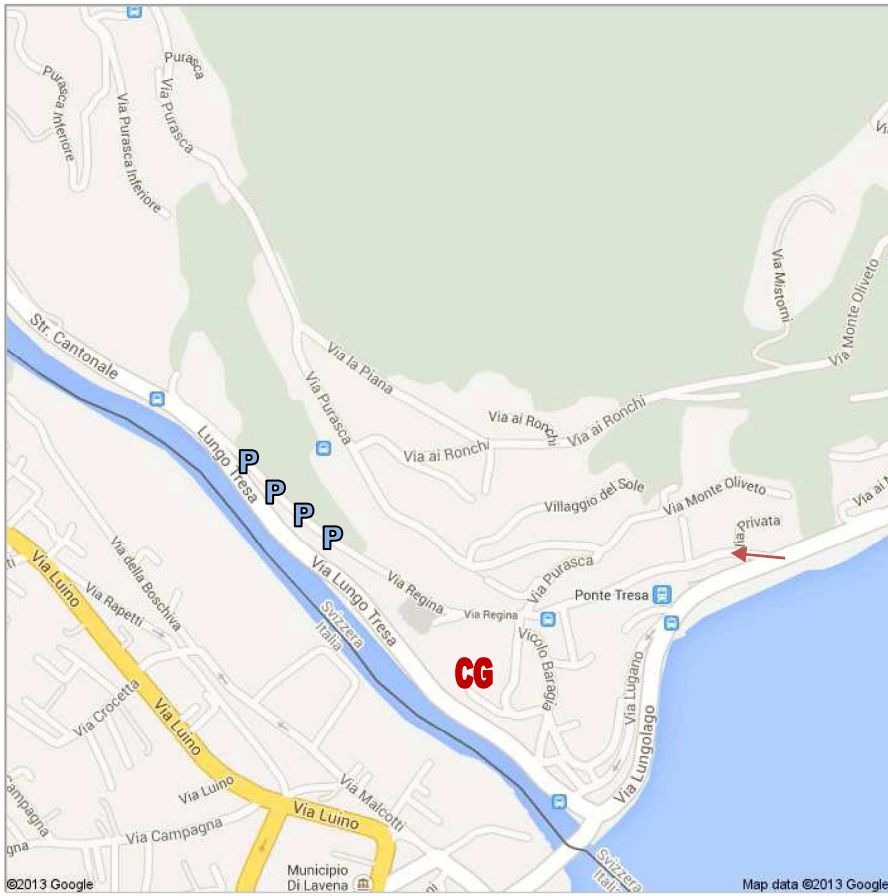 Purasca
Purasca Inferiore
Via Purasca
Via Purasca Inferiore
Via Mistorni
Via Monte Oliveto
Str. Cantonale
Via la Piana
Via Purasca
Via ai Ronchi
Via ai Ronchi
Via ai Ronchi
Lungo Tresa
P
P
P
P
Villaggio del Sole
Via Monte Oliveto
Via Privata
Via ai
Via Luino
Via della Boschiva
Via Rapetti
Via Lungo Tresa
Via Regina
Via Purasca
Ponte Tresa
Via Regina
Svizzera
Italia
Vicolo Baragia
CG
Via Lugano
Via Crocetta
Via Luino
Via Lungolago
Via Luino
Via Malcotti
Campagna
Via Campagna
Via Luino
Svizzera
Italia
Municipio
Di Lavena
©2013 Google
Map data ©2013 Google